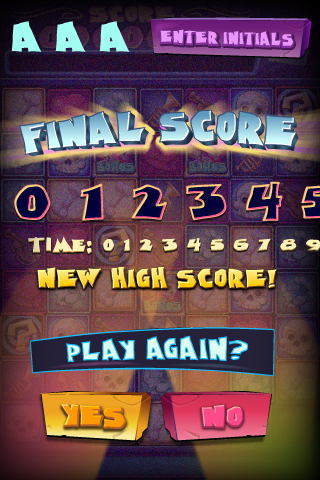 A A A ENTER INITIALS
SCORE
FINAL SCORE
0 1 2 3 4 5
TIME: 0 1 2 3 4 5 6 7 8 9
NEW HIGH SCORE!
PLAY AGAIN?
YES NO